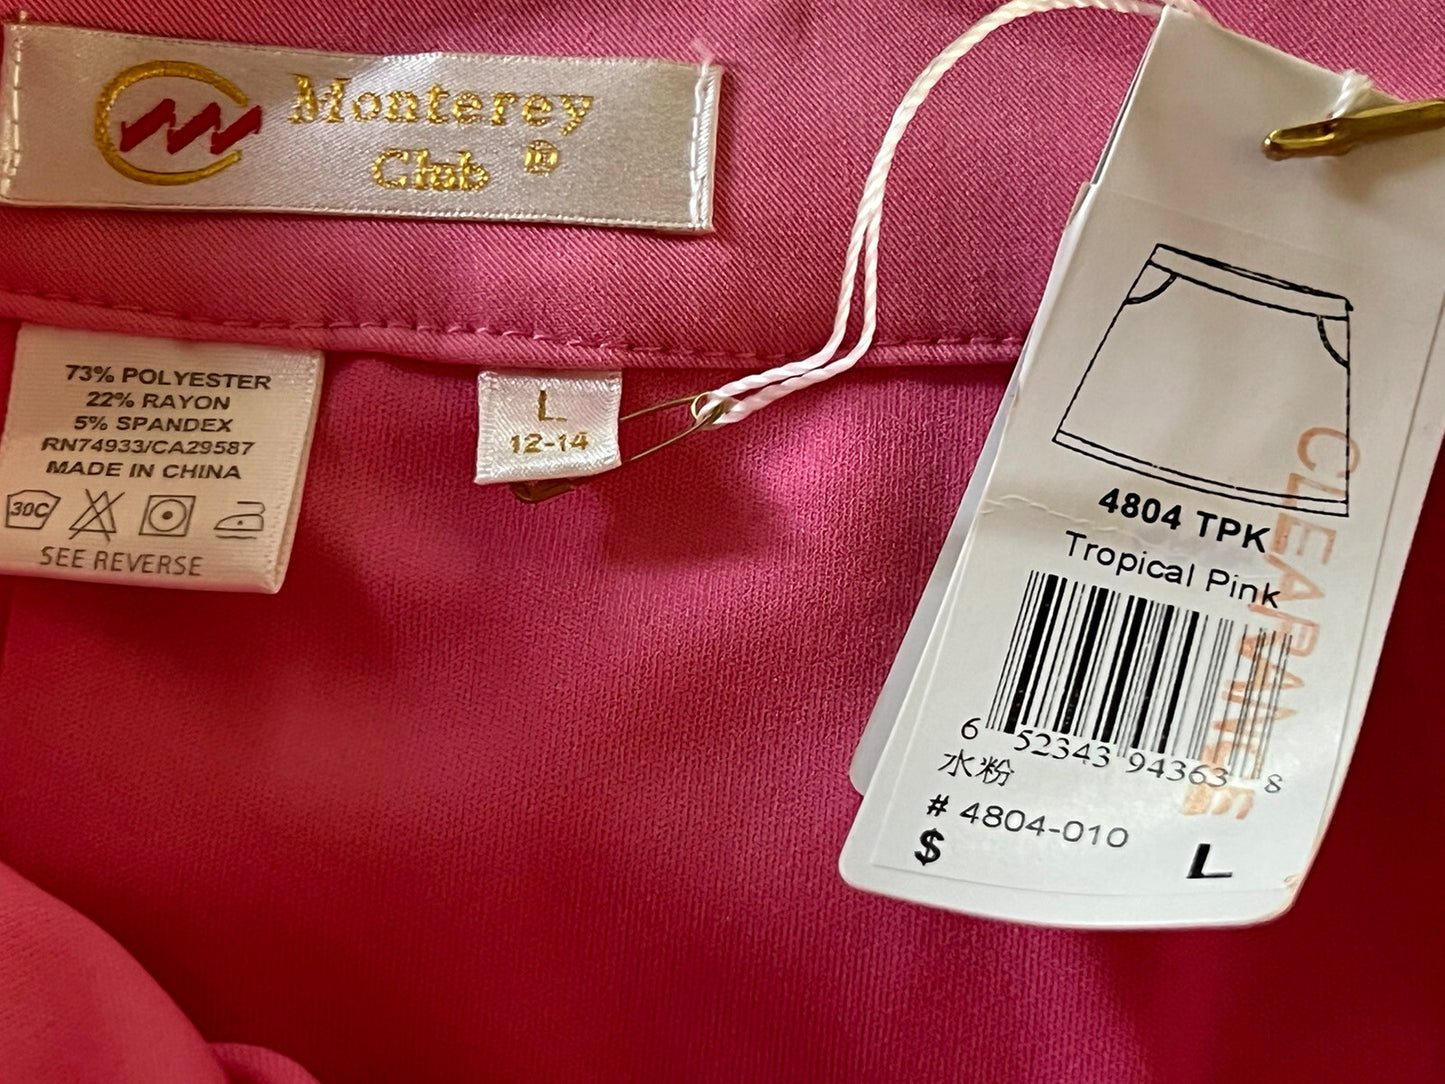 Monterey
Club ®
73% POLYESTER
22% RAYON
5% SPANDEX
RN74933/CA29587
MADE IN CHINA
30C
SEE REVERSE
L
12-14
4804 TPK
Tropical Pink
6 52343 94363 8
水粉
# 4804-010
$ L
CLEARANCE